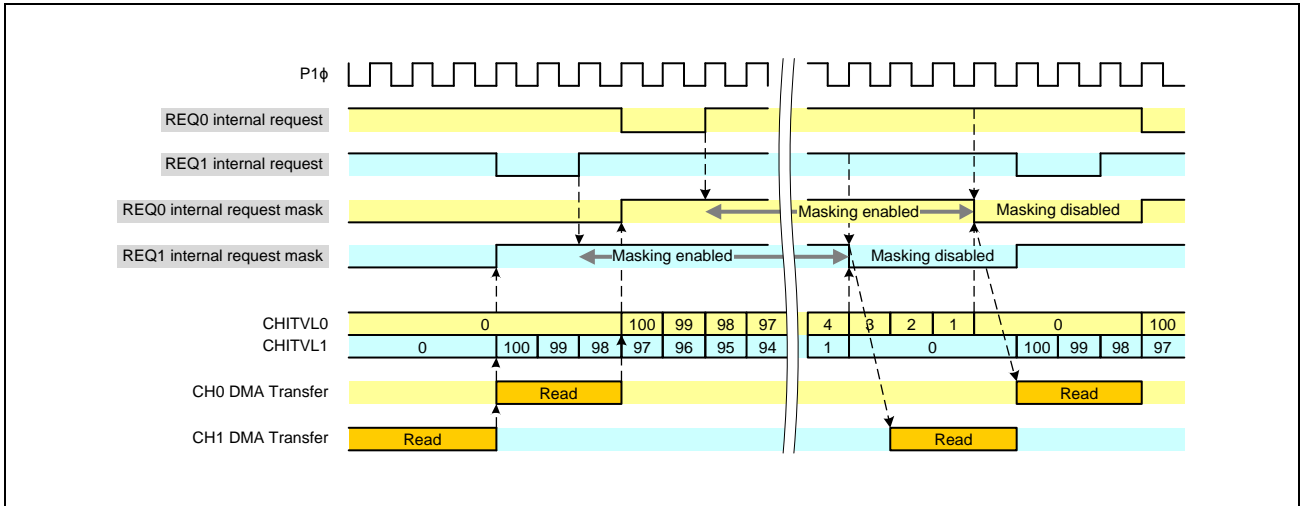 P1ϕ
REQ0 internal request
REQ1 internal request
REQ0 internal request mask Masking enabled Masking disabled
REQ1 internal request mask Masking enabled Masking disabled
CHITVL0 0 100 99 98 97 4 3 2 1 0 100
CHITVL1 0 100 99 98 97 96 95 94 1 0 100 99 98 97
CH0 DMA Transfer Read Read
CH1 DMA Transfer Read Read